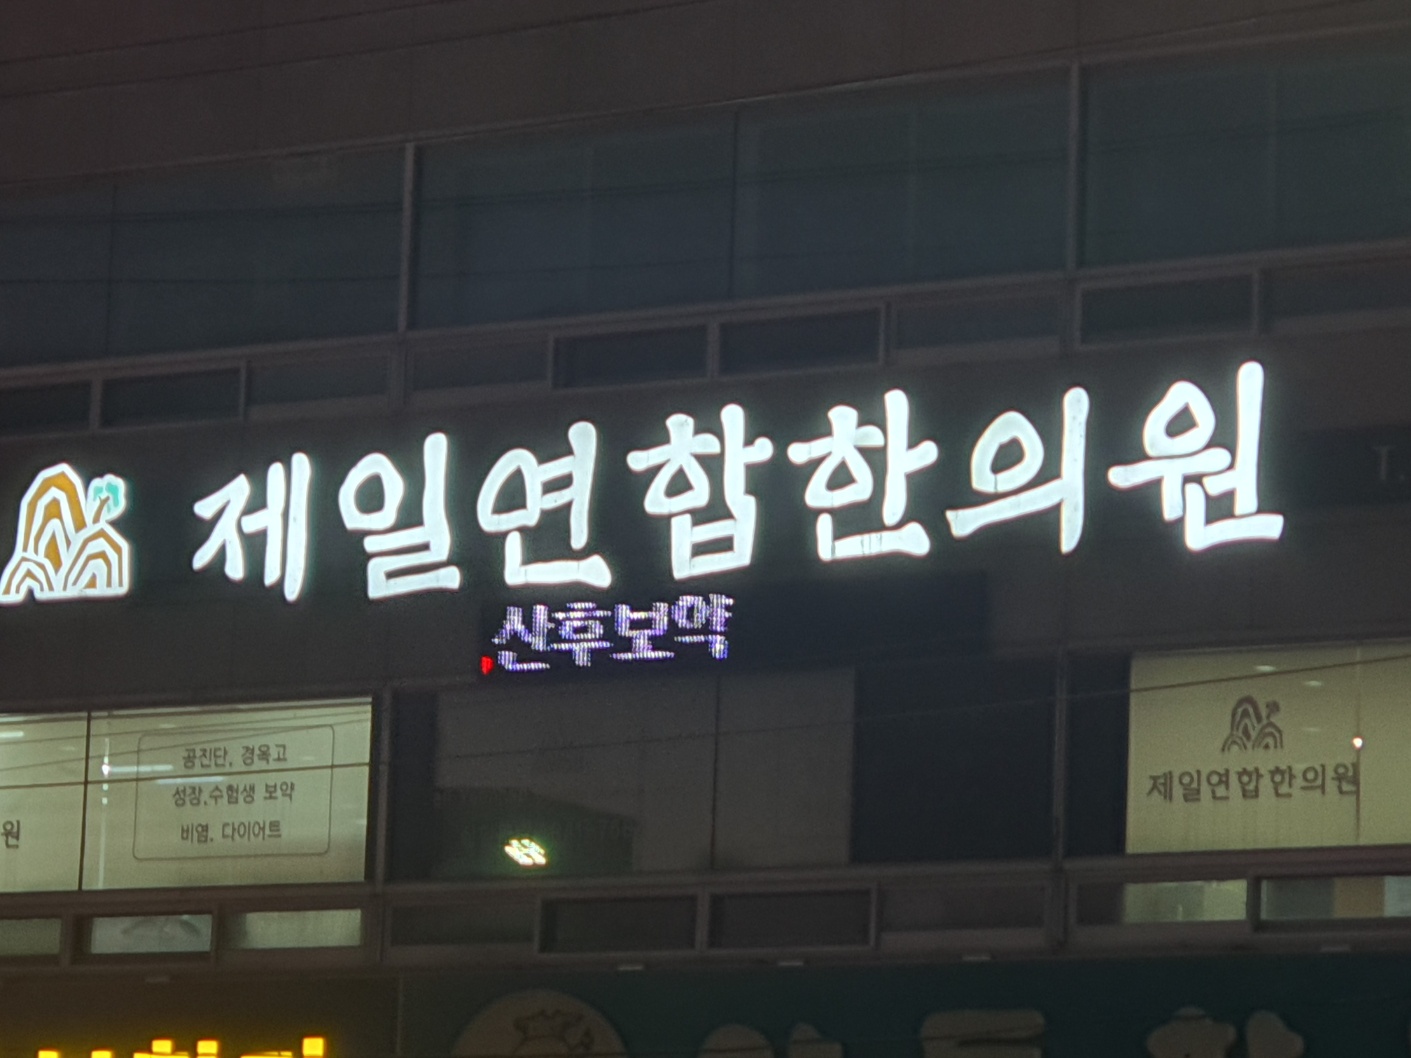 제일연합한의원
산후보약
공진단, 경옥고
성장,수험생 보약
비염, 다이어트
원
제일연합한의원